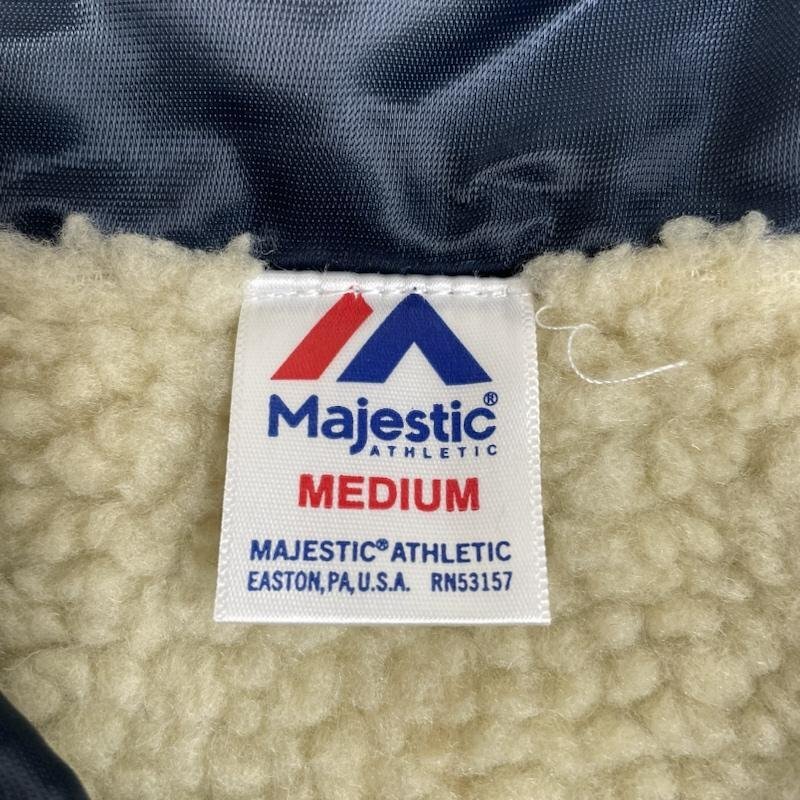 Majestic®
ATHLETIC
MEDIUM
MAJESTIC® ATHLETIC
EASTON, PA, U.S.A. RN53157